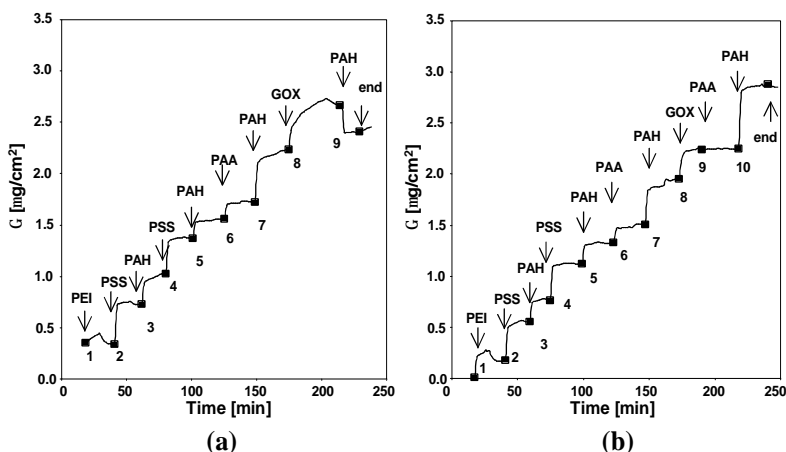 3.5
3.0
2.5
2.0
1.5
1.0
0.5
0.0
G [mg/cm²]
PEI
PSS
PAH
PSS
PAH
PAA
PAH
GOX
PAH
end
1
2
3
4
5
6
7
8
9
0
50
100
150
200
250
Time [min]
(a)
3.5
3.0
2.5
2.0
1.5
1.0
0.5
0.0
G [mg/cm²]
PEI
PSS
PAH
PSS
PAH
PAA
PAH
GOX
PAA
PAH
end
1
2
3
4
5
6
7
8
9
10
0
50
100
150
200
250
Time [min]
(b)